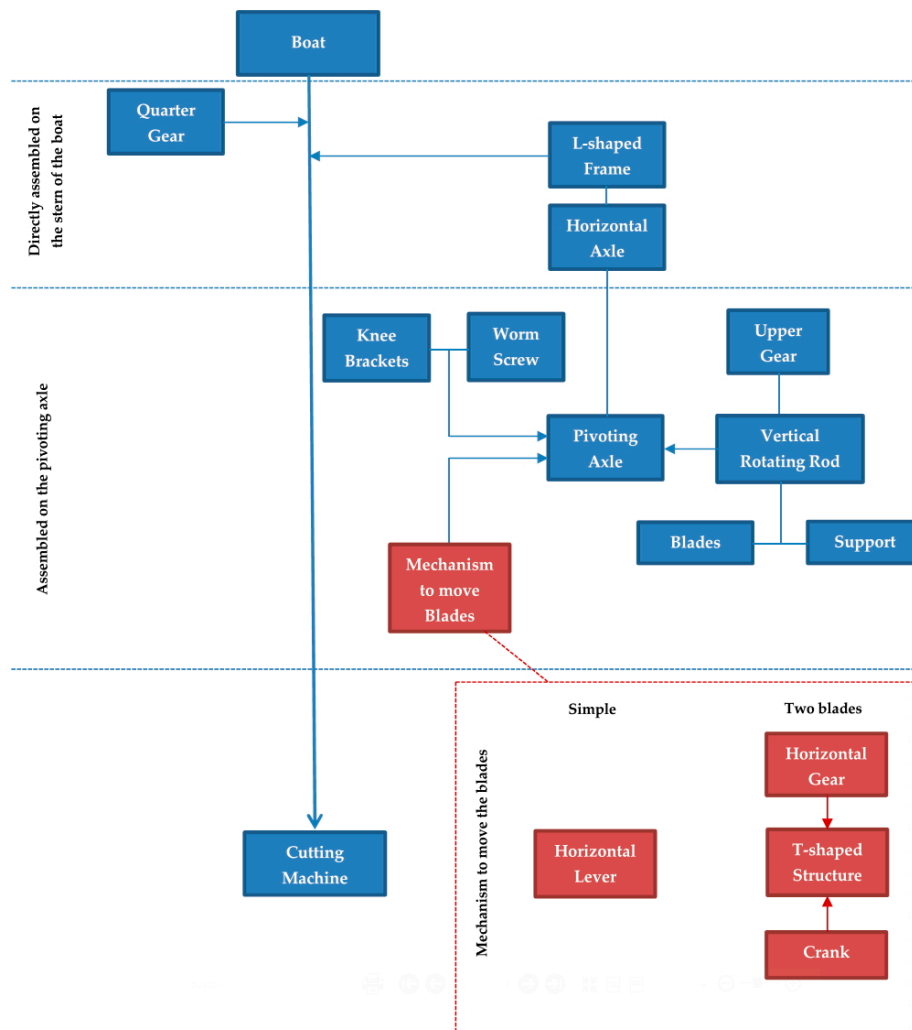 Boat
Quarter
Gear
L-shaped
Frame
Horizontal
Axle
Directly assembled on
the stern of the boat
Knee
Brackets
Worm
Screw
Upper
Gear
Pivoting
Axle
Vertical
Rotating Rod
Blades
Support
Mechanism
to move
Blades
Assembled on the pivoting axle
Simple
Two blades
Horizontal
Gear
Cutting
Machine
Horizontal
Lever
T-shaped
Structure
Crank
Mechanism to move the blades